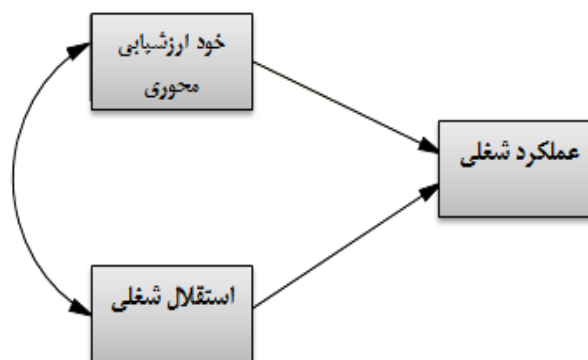 خود ارزشیابی
محوری
عملکرد شغلی
استقلال شغلی